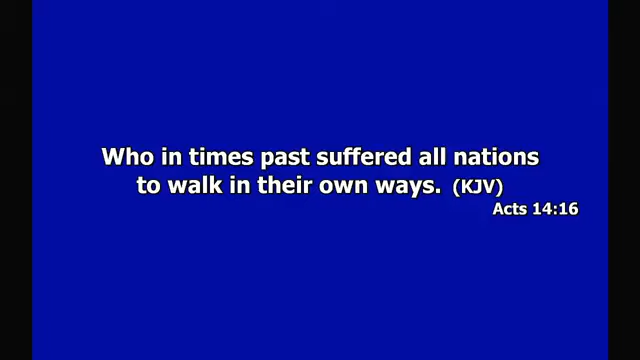 Who in times past suffered all nations
to walk in their own ways. (KJV)
Acts 14:16